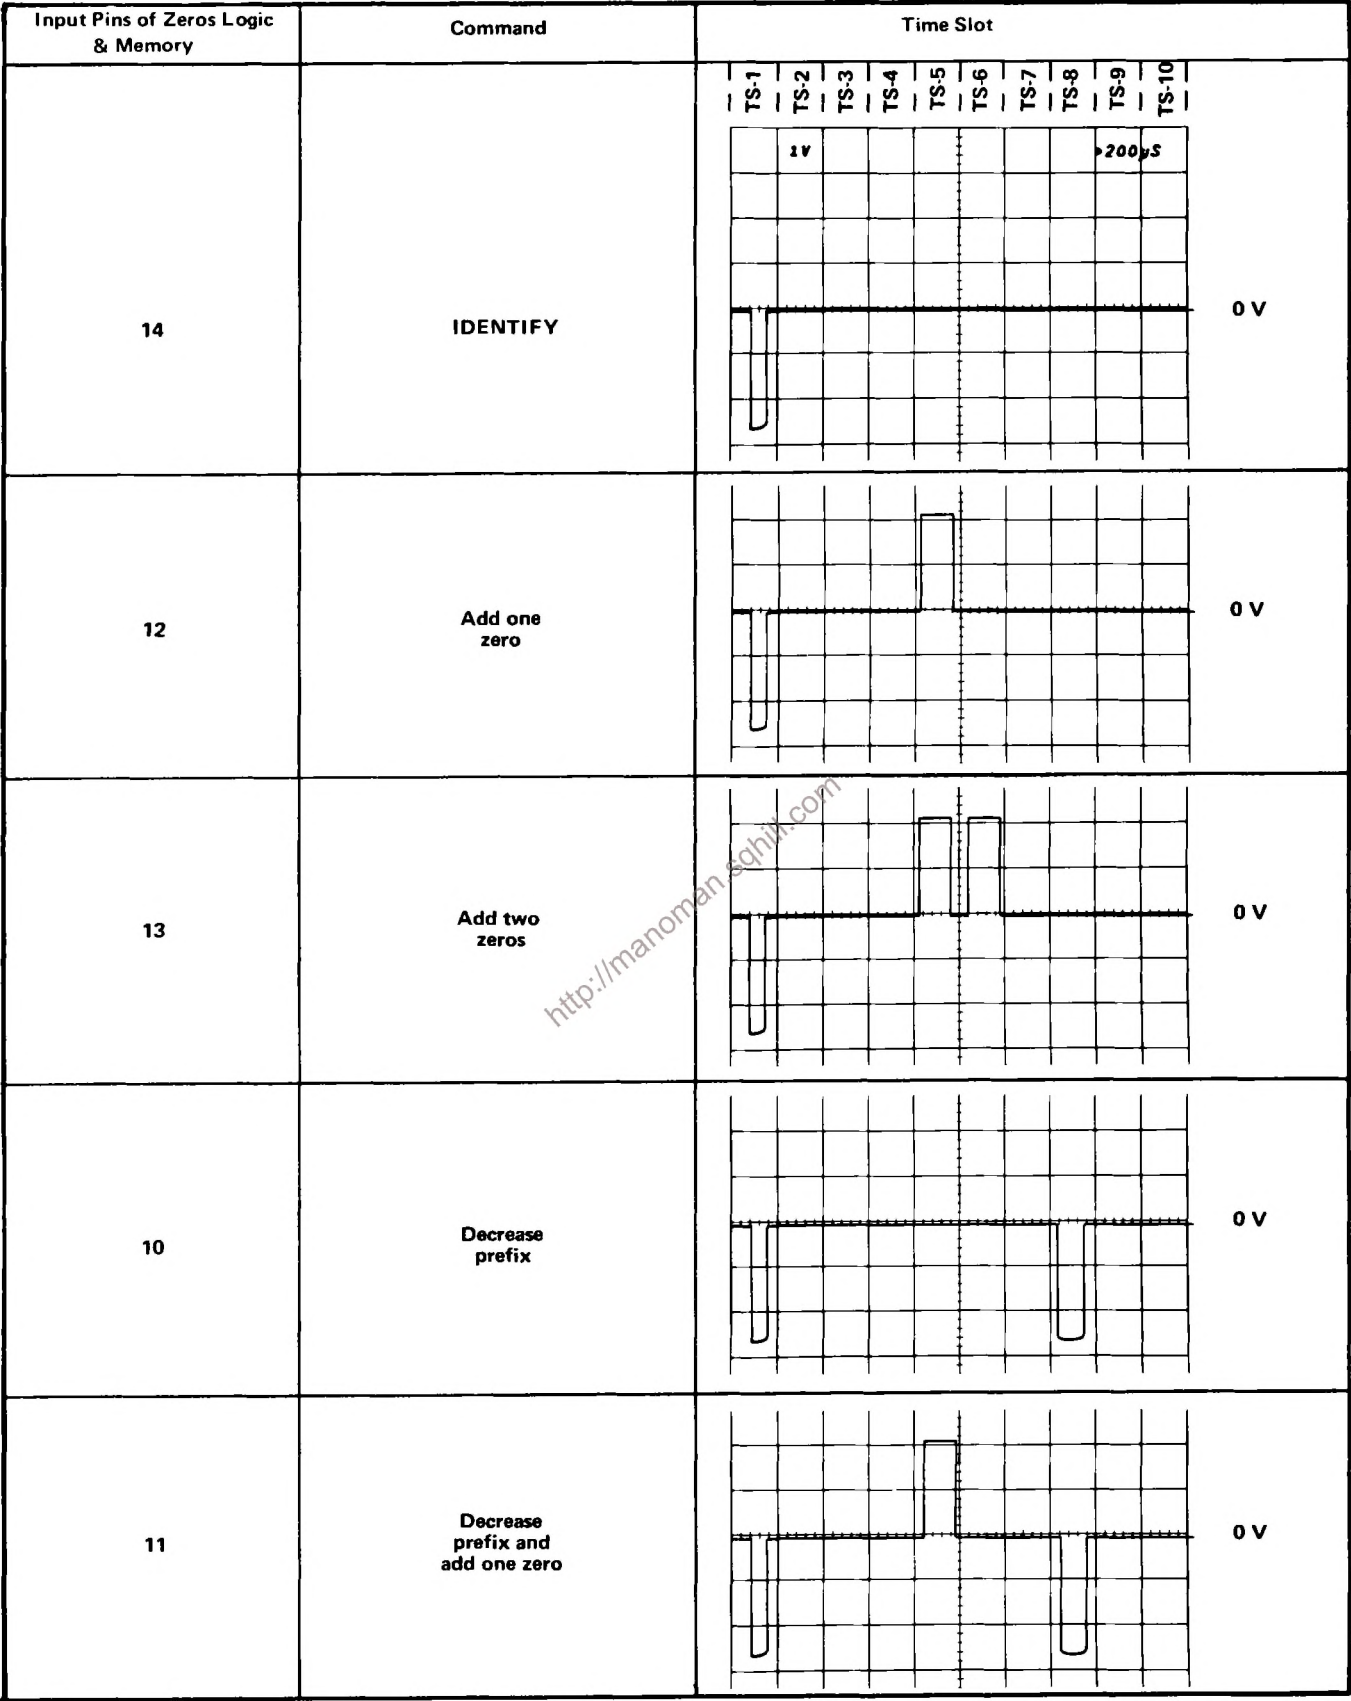 Input Pins of Zeros Logic
& Memory
Command
Time Slot
TS-1
TS-2
TS-3
TS-4
TS-5
TS-6
TS-7
TS-8
TS-9
TS-10
1V
200µS
14
IDENTIFY
0 V
12
Add one
zero
0 V
13
Add two
zeros
0 V
http://manoman.sqhill.com
10
Decrease
prefix
0 V
11
Decrease
prefix and
add one zero
0 V